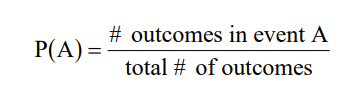 P(A) = # outcomes in event A
total # of outcomes